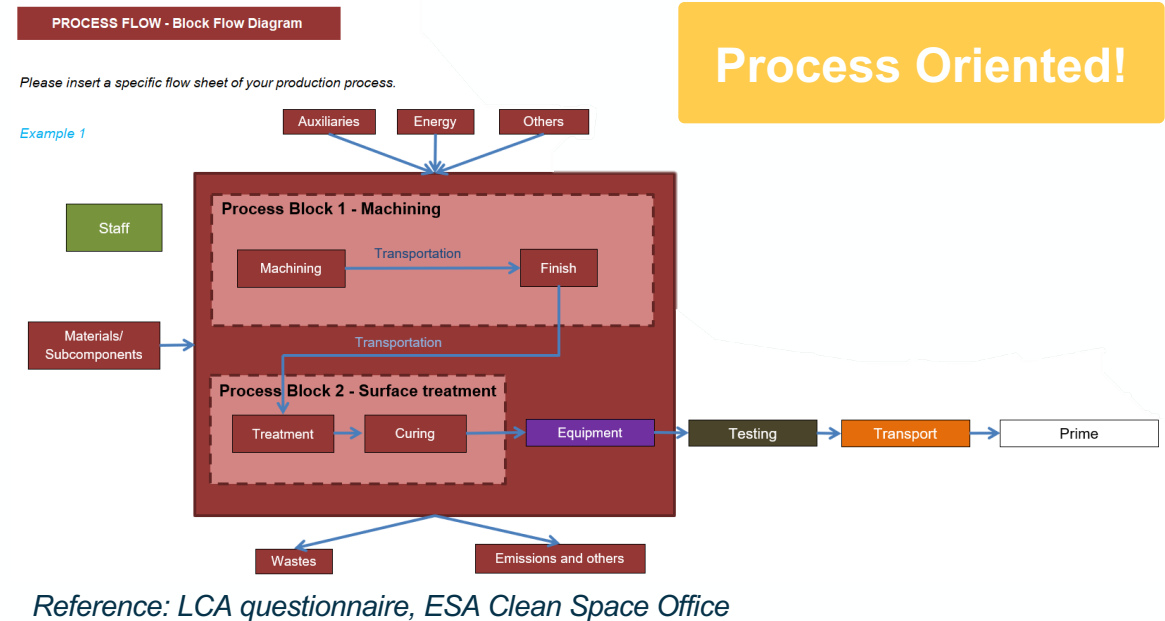 PROCESS FLOW - Block Flow Diagram
Process Oriented!
Please insert a specific flow sheet of your production process.
Example 1
Auxiliaries
Energy
Others
Staff
Process Block 1 - Machining
Machining
Transportation
Finish
Materials/
Subcomponents
Transportation
Process Block 2 - Surface treatment
Treatment
Curing
Equipment
Testing
Transport
Prime
Wastes
Emissions and others
Reference: LCA questionnaire, ESA Clean Space Office